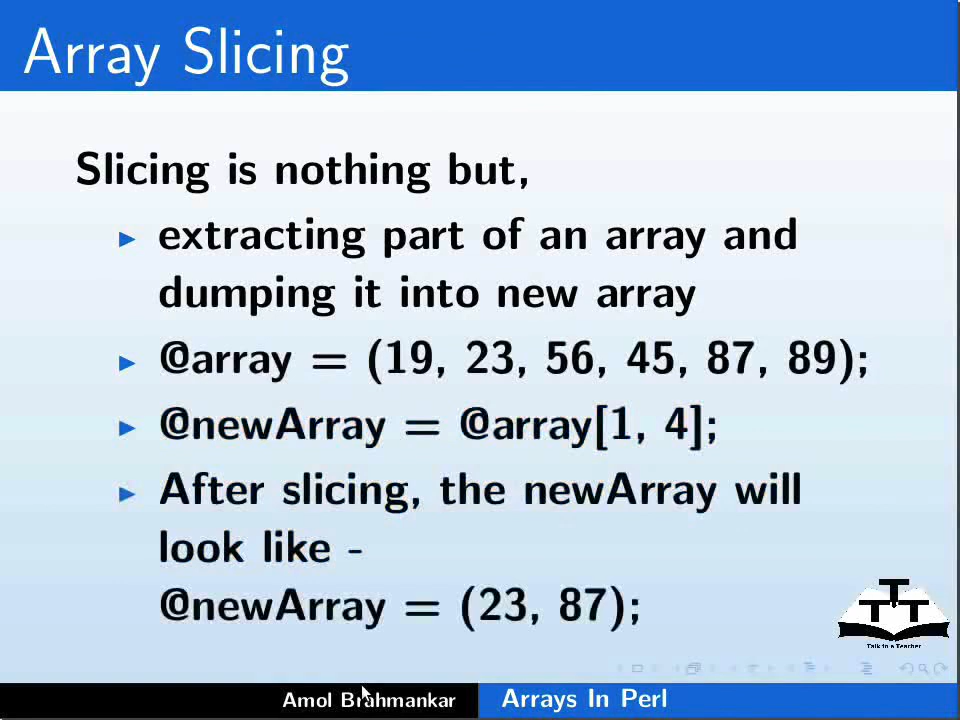 Array Slicing
Slicing is nothing but,
extracting part of an array and
dumping it into new array
@array = (19, 23, 56, 45, 87, 89);
@newArray = @array[1, 4];
After slicing, the newArray will
look like -
@newArray = (23, 87);
TTT
Talk to a Teacher
Amol Brahmankar
Arrays In Perl